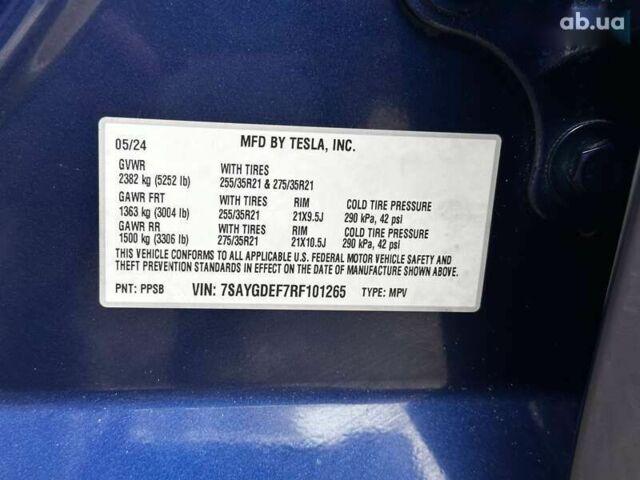 ab.ua
05/24 MFD BY TESLA, INC.
GVWR WITH TIRES
2382 kg (5252 lb) 255/35R21 & 275/35R21
GAWR FRT WITH TIRES RIM COLD TIRE PRESSURE
1363 kg (3004 lb) 255/35R21 21X9.5J 290 kPa, 42 psi
GAWR RR WITH TIRES RIM COLD TIRE PRESSURE
1500 kg (3306 lb) 275/35R21 21X10.5J 290 kPa, 42 psi
THIS VEHICLE CONFORMS TO ALL APPLICABLE U.S. FEDERAL MOTOR VEHICLE SAFETY AND
THEFT PREVENTION STANDARDS IN EFFECT ON THE DATE OF MANUFACTURE SHOWN ABOVE.
PNT: PPSB VIN: 7SAYGDEF7RF101265 TYPE: MPV